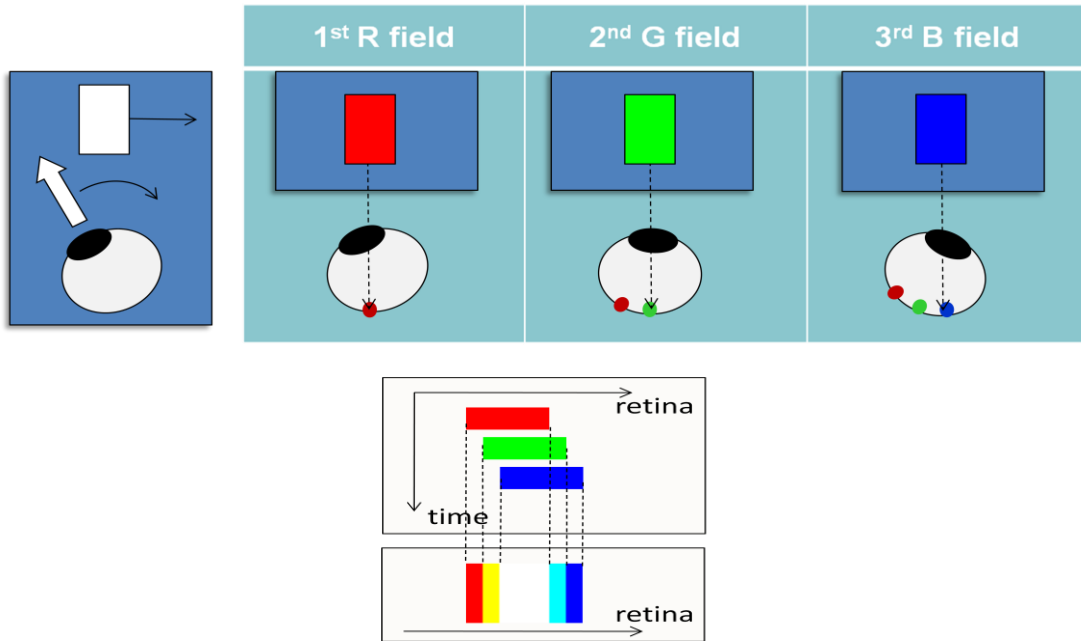 1st R field
2nd G field
3rd B field
retina
time
retina